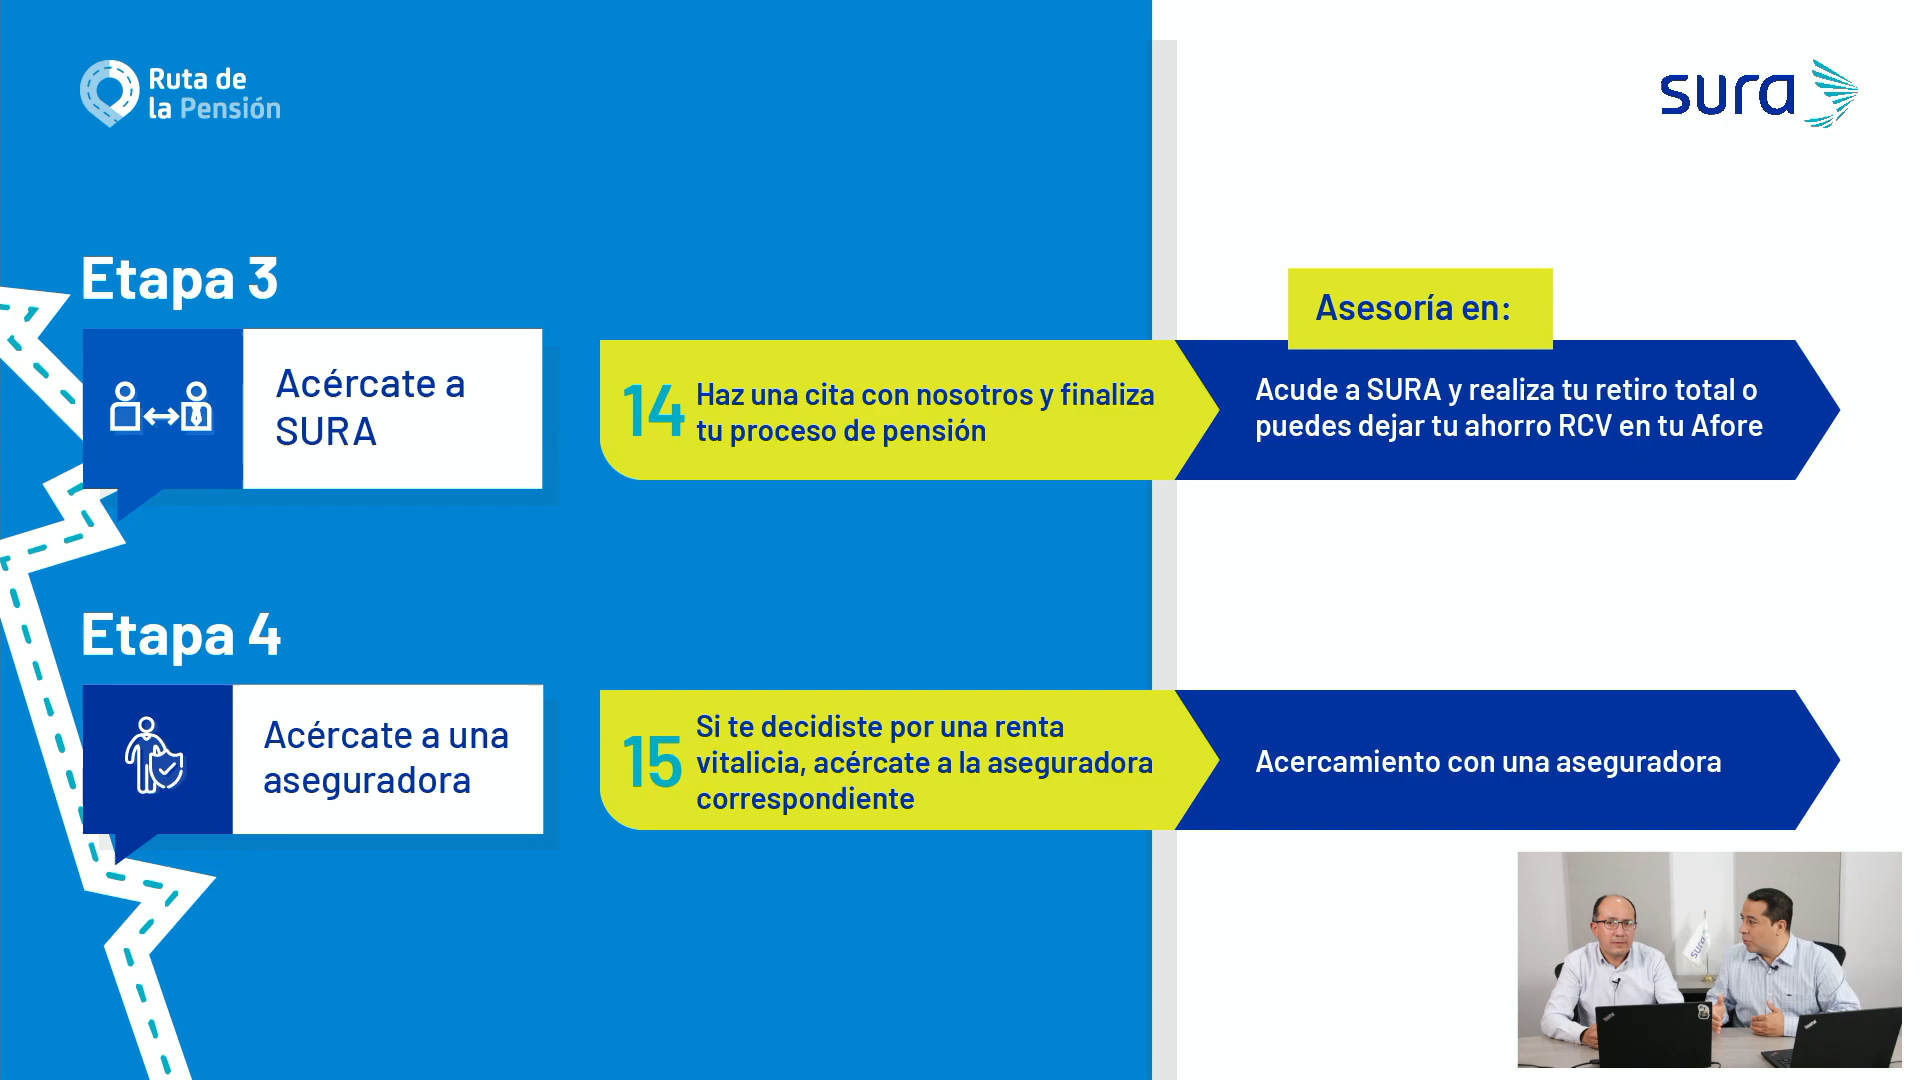 Ruta de
la Pensión
sura
Etapa 3
Acércate a
SURA
14
Haz una cita con nosotros y finaliza
tu proceso de pensión
Asesoría en:
Acude a SURA y realiza tu retiro total o
puedes dejar tu ahorro RCV en tu Afore
Etapa 4
Acércate a una
aseguradora
15
Si te decidiste por una renta
vitalicia, acércate a la aseguradora
correspondiente
Acercamiento con una aseguradora
sura
ThinkPad
ThinkPad